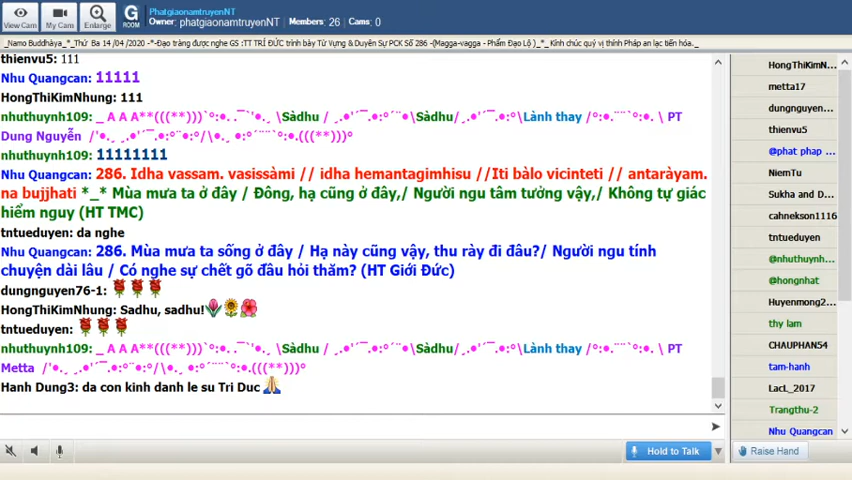 View Cam
My Cam
Enlarge
G
ROOM
PhatgiaonamtruyenNT
Owner: phatgiaonamtruyenNT Members: 26 Cams: 0
_Namo Buddhàya_*_Thứ Ba 14 /04 /2020 -*-Đạo tràng được nghe GS :TT TRÍ ĐỨC trình bày Từ Vựng & Duyên Sự PCK Số 286 -(Magga-vagga - Phẩm Đạo Lộ )_*_ Kính chúc quý vị thính Pháp an lạc tiến hóa._
thienvu5: 111
Nhu Quangcan: 11111
HongThiKimNhung: 111
nhuthuynh109: _ A A A**(((**)))`°:•. .¯`'•.¸ \Sàdhu / ¸.•'´¯.•:°¨´¨•\Sàdhu/¸.•'´¯.•:°¨•:°\Lành thay /°:•.¨¨`°:•. \ PT
Dung Nguyễn /'•.¸ ¸.•'´¯.•:°¨•:°/\•. •:°´¨`°:•.(((**)))°
nhuthuynh109: 11111111
Nhu Quangcan: 286. Idha vassam. vasissàmi // idha hemantagimhisu //Iti bàlo vicinteti // antaràyam.
na bujjhati *_* Mùa mưa ta ở đây / Đông, hạ cũng ở đây,/ Người ngu tâm tưởng vậy,/ Không tự giác
hiểm nguy (HT TMC)
tntueduyen: da nghe
Nhu Quangcan: 286. Mùa mưa ta sống ở đây / Hạ này cũng vậy, thu rày đi đâu?/ Người ngu tính
chuyện dài lâu / Có nghe sự chết gõ đầu hỏi thăm? (HT Giới Đức)
dungnguyen76-1:
HongThiKimNhung: Sadhu, sadhu!
tntueduyen:
nhuthuynh109: _ A A A**(((**)))`°:•. .¯`'•.¸ \Sàdhu / ¸.•'´¯.•:°¨´¨•\Sàdhu/¸.•'´¯.•:°¨•:°\Lành thay /°:•.¨¨`°:•. \ PT
Metta /'•.¸ ¸.•'´¯.•:°¨•:°/\•. •:°´¨`°:•.(((**)))°
Hanh Dung3: da con kinh danh le su Tri Duc
HongThiKimN...
metta17
dungnguyen...
thienvu5
@phat phap ...
NiemTu
Sukha and D...
cahnekson1116
tntueduyen
@nhuthuynh...
@hongnhat
Huyenmong2...
thy lam
CHAUPHAN54
tam-hanh
LacL_2017
Trangthu-2
Nhu Quangcan
Hold to Talk
Raise Hand